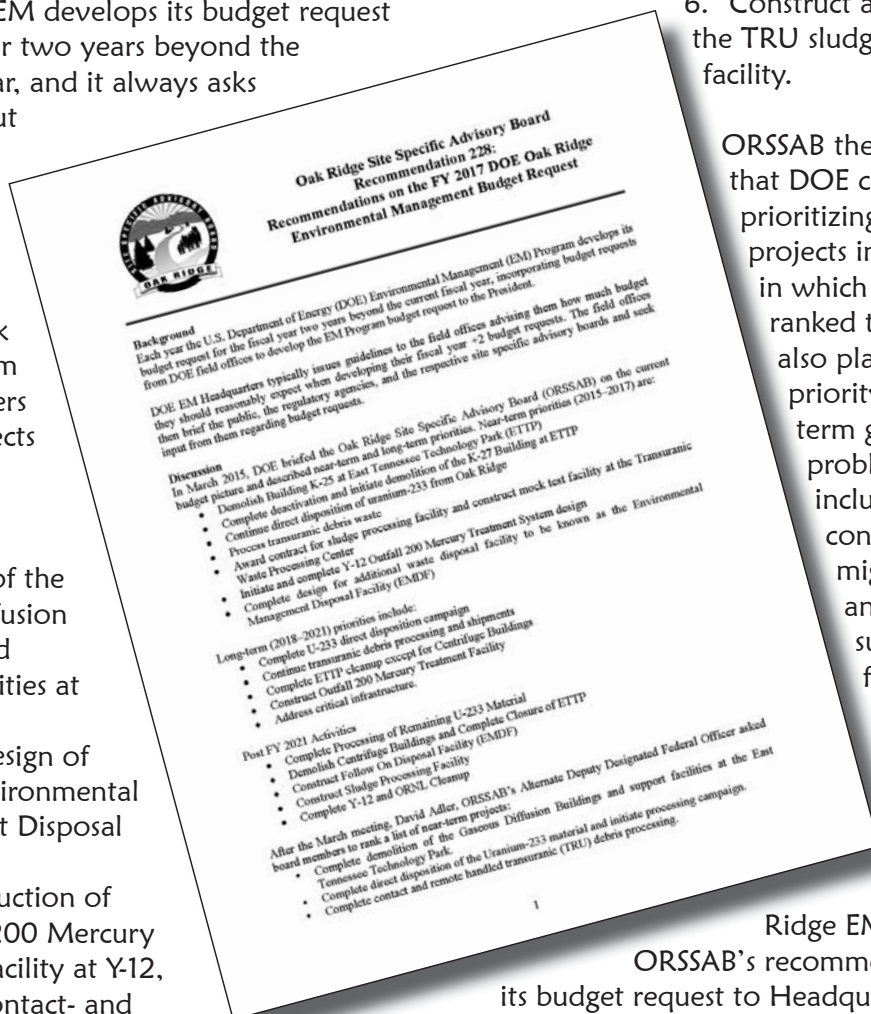 EM develops its budget request
r two years beyond the
ar, and it always asks
ut
k
m
ers
ects
of the
fusion
d
ities at
esign of
vironmental
t Disposal
uction of
200 Mercury
acility at Y-12,
ontact- and
Oak Ridge Site Specific Advisory Board
Recommendation 228:
Recommendations on the FY 2017 DOE Oak Ridge
Environmental Management Budget Request
SITE SPECIFIC ADVISORY BOARD
OAK RIDGE
Background
Each year the U.S. Department of Energy (DOE) Environmental Management (EM) Program develops its
budget request for the fiscal year two years beyond the current fiscal year, incorporating budget requests
from DOE field offices to develop the EM Program budget request to the President.
DOE EM Headquarters typically issues guidelines to the field offices advising them how much budget
they should reasonably expect when developing their fiscal year +2 budget requests. The field offices
then brief the public, the regulatory agencies, and the respective site specific advisory boards and seek
input from them regarding budget requests.
Discussion
In March 2015, DOE briefed the Oak Ridge Site Specific Advisory Board (ORSSAB) on the current
budget picture and described near-term and long-term priorities. Near-term priorities (2015–2017) are:
• Demolish Building K-25 at East Tennessee Technology Park (ETTP)
• Complete deactivation and initiate demolition of the K-27 Building at ETTP
• Continue direct disposition of uranium-233 from Oak Ridge
• Process transuranic debris waste
• Award contract for sludge processing facility and construct mock test facility at the Transuranic
Waste Processing Center
• Initiate and complete Y-12 Outfall 200 Mercury Treatment System design
• Complete design for additional waste disposal facility to be known as the Environmental
Management Disposal Facility (EMDF)
Long-term (2018–2021) priorities include:
• Complete U-233 direct disposition campaign
• Continue transuranic debris processing and shipments
• Complete ETTP cleanup except for Centrifuge Buildings
• Construct Outfall 200 Mercury Treatment Facility
• Address critical infrastructure.
Post FY 2021 Activities
• Complete Processing of Remaining U-233 Material
• Demolish Centrifuge Buildings and Complete Closure of ETTP
• Construct Follow On Disposal Facility (EMDF)
• Construct Sludge Processing Facility
• Complete Y-12 and ORNL Cleanup
After the March meeting, David Adler, ORSSAB's Alternate Deputy Designated Federal Officer asked
board members to rank a list of near-term projects:
• Complete demolition of the Gaseous Diffusion Buildings and support facilities at the East
Tennessee Technology Park.
• Complete direct disposition of the Uranium-233 material and initiate processing campaign.
• Complete contact and remote handled transuranic (TRU) debris processing.
1
6. Construct a
the TRU sludg
facility.
ORSSAB the
that DOE c
prioritizing
projects in
in which
ranked t
also pla
priority
term g
probl
inclu
con
mig
an
su
f
Ridge EM
ORSSAB's recomme
its budget request to Headqu